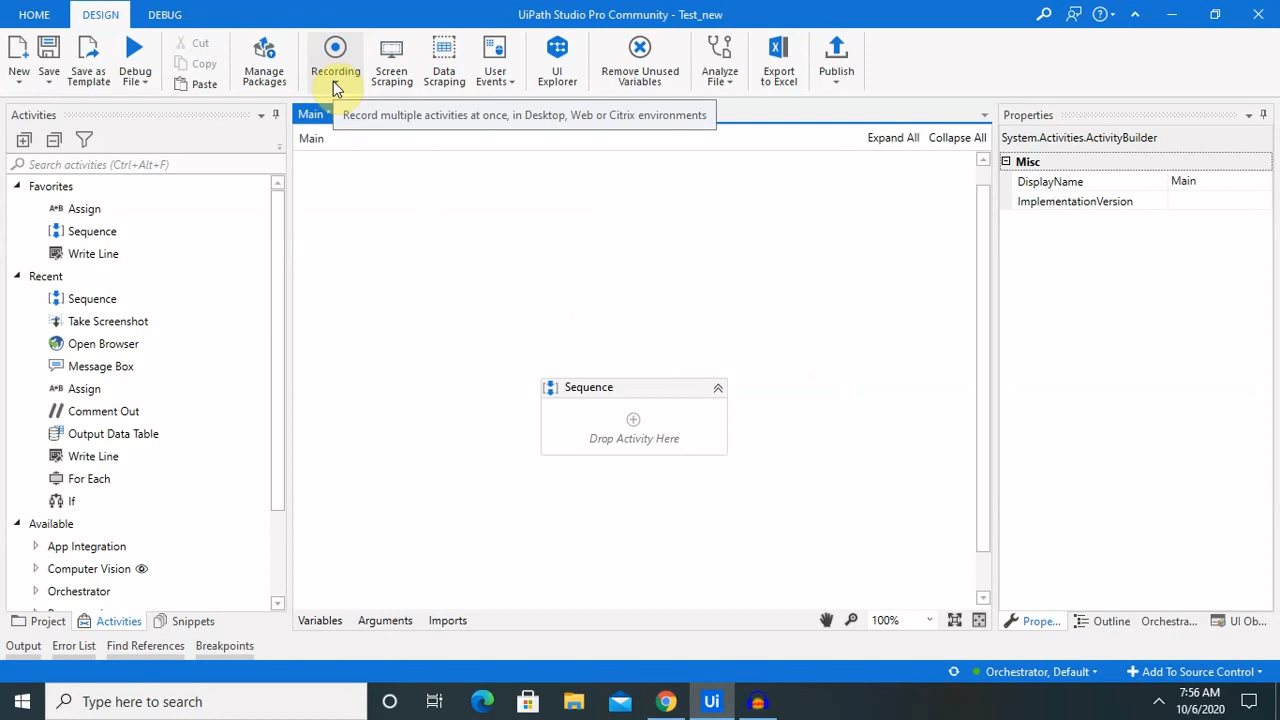 HOME DESIGN DEBUG UiPath Studio Pro Community - Test_new
New Save Save as Template Debug File Cut Copy Paste Manage Packages Recording Screen Scraping Data Scraping User Events UI Explorer Remove Unused Variables Analyze File Export to Excel Publish
Activities
Search activities (Ctrl+Alt+F)
Favorites
Assign
Sequence
Write Line
Recent
Sequence
Take Screenshot
Open Browser
Message Box
Assign
Comment Out
Output Data Table
Write Line
For Each
If
Available
App Integration
Computer Vision
Orchestrator
Project Activities Snippets
Main * Record multiple activities at once, in Desktop, Web or Citrix environments
Main Expand All Collapse All
Sequence
Drop Activity Here
Variables Arguments Imports 100%
Properties
System.Activities.ActivityBuilder
Misc
DisplayName Main
ImplementationVersion
Prope... Outline Orchestra... UI Ob...
Output Error List Find References Breakpoints
Orchestrator, Default Add To Source Control
Type here to search Ui 7:56 AM
10/6/2020